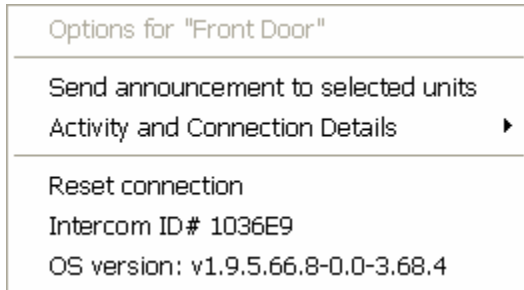 Options for "Front Door"
Send announcement to selected units
Activity and Connection Details
Reset connection
Intercom ID# 1036E9
OS version: v1.9.5.66.8-0.0-3.68.4